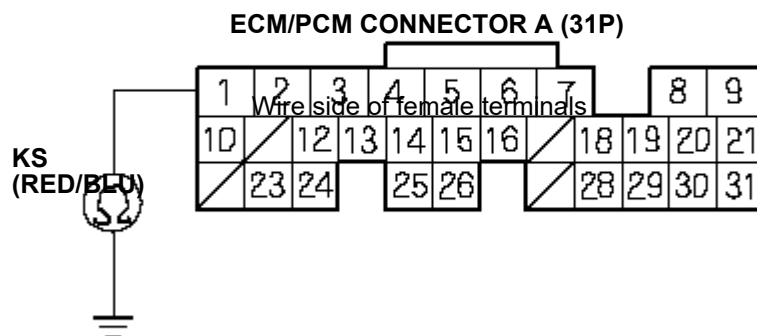 ECM/PCM CONNECTOR A (31P)
1 2 3 4 5 6 7 8 9
Wire side of female terminals
10 12 13 14 15 16 18 19 20 21
KS
(RED/BLU)
23 24 25 26 28 29 30 31
Ω